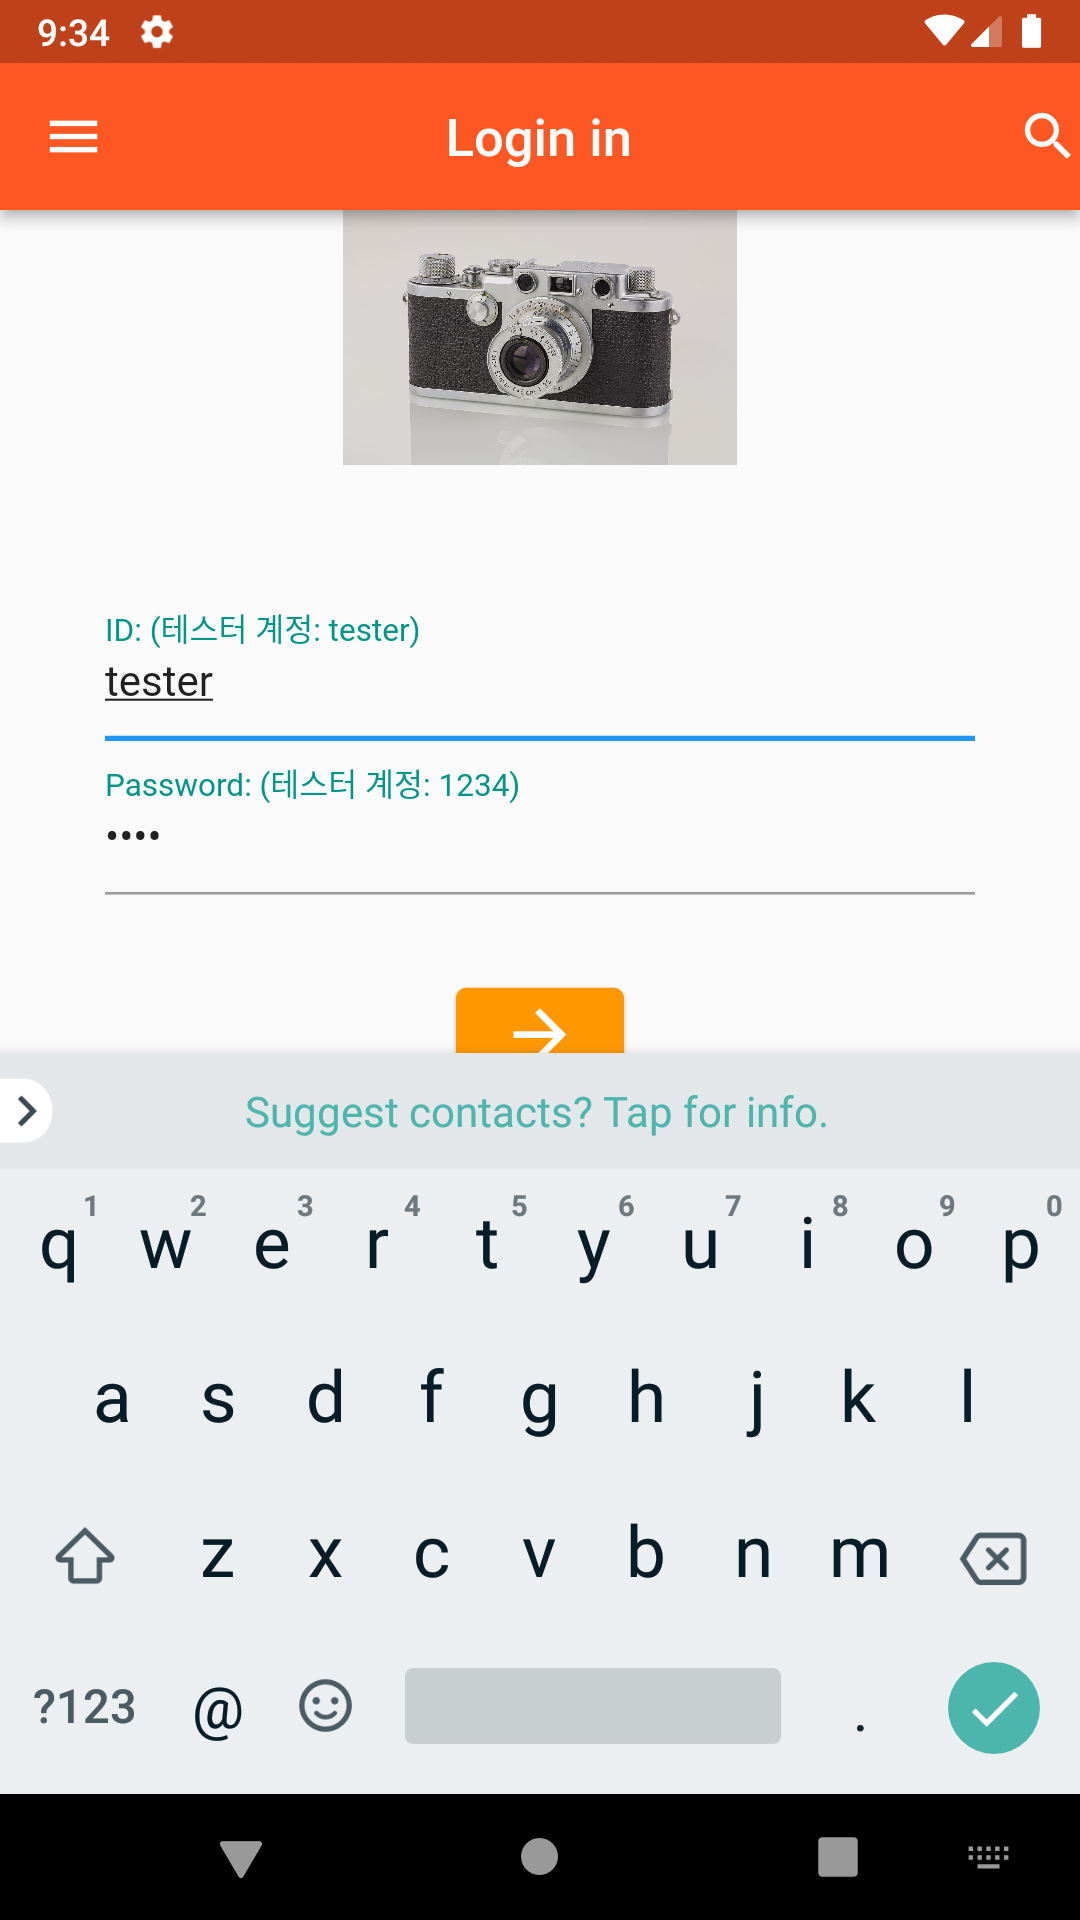 9:34
Login in
ID: (테스터 계정: tester)
tester
Password: (테스터 계정: 1234)
••••
Suggest contacts? Tap for info.
1 2 3 4 5 6 7 8 9 0
q w e r t y u i o p
a s d f g h j k l
z x c v b n m
?123 @ .